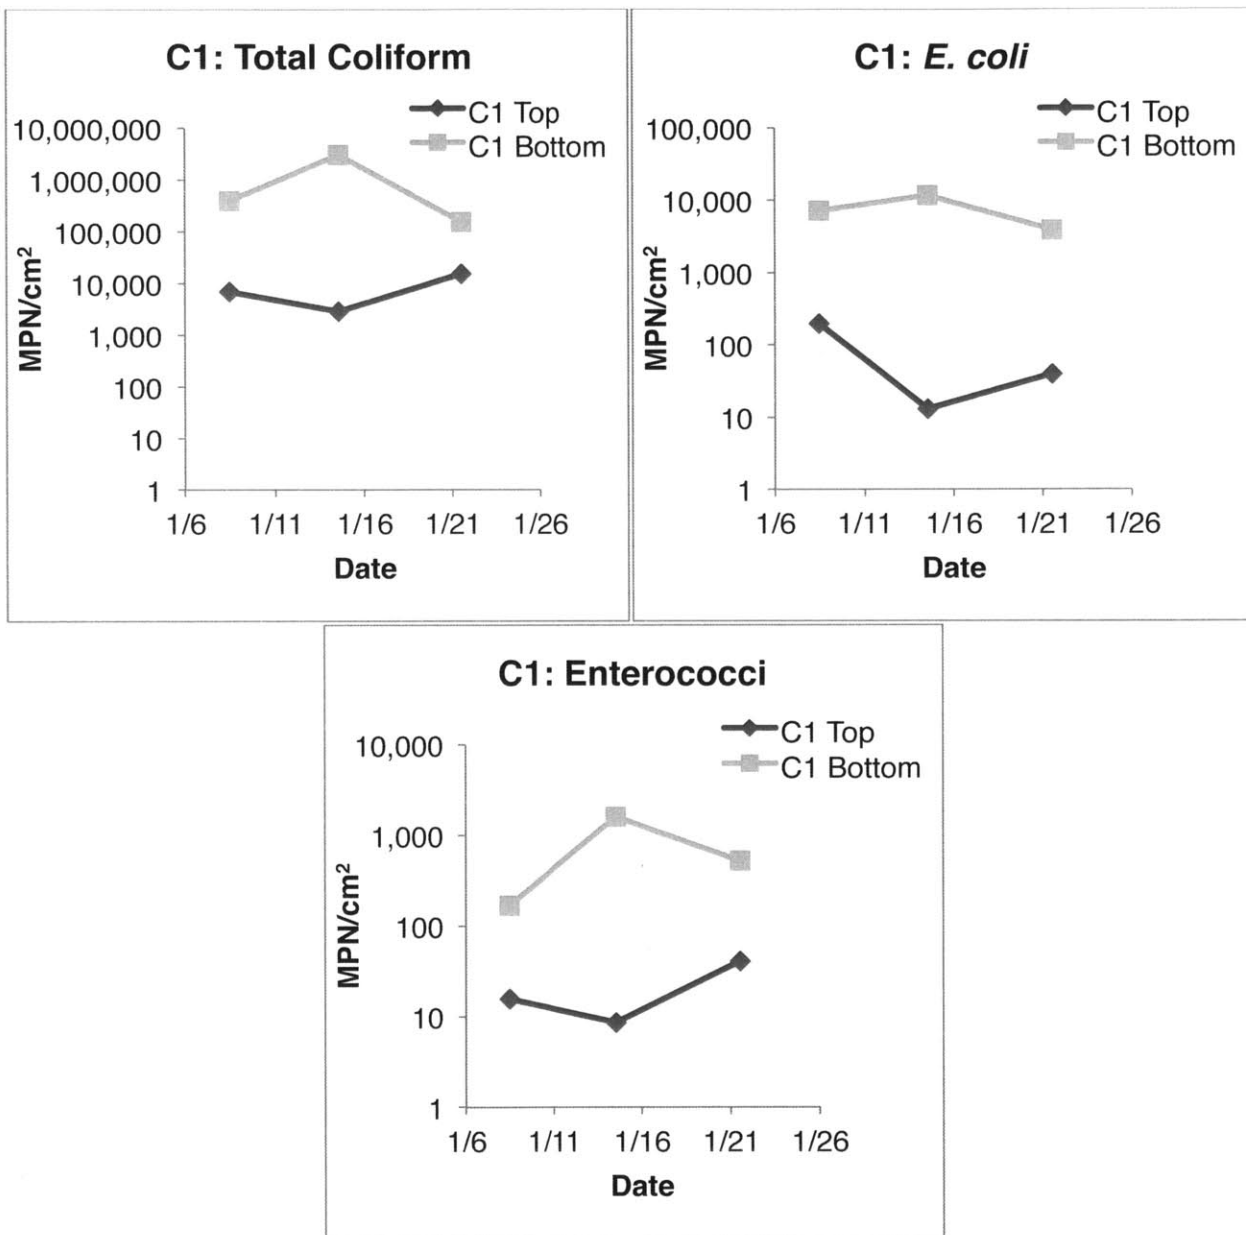 C1: Total Coliform
C1 Top
C1 Bottom
10,000,000
1,000,000
100,000
10,000
1,000
100
10
1
MPN/cm²
1/6 1/11 1/16 1/21 1/26
Date
C1: E. coli
C1 Top
C1 Bottom
100,000
10,000
1,000
100
10
1
MPN/cm²
1/6 1/11 1/16 1/21 1/26
Date
C1: Enterococci
C1 Top
C1 Bottom
10,000
1,000
100
10
1
MPN/cm²
1/6 1/11 1/16 1/21 1/26
Date